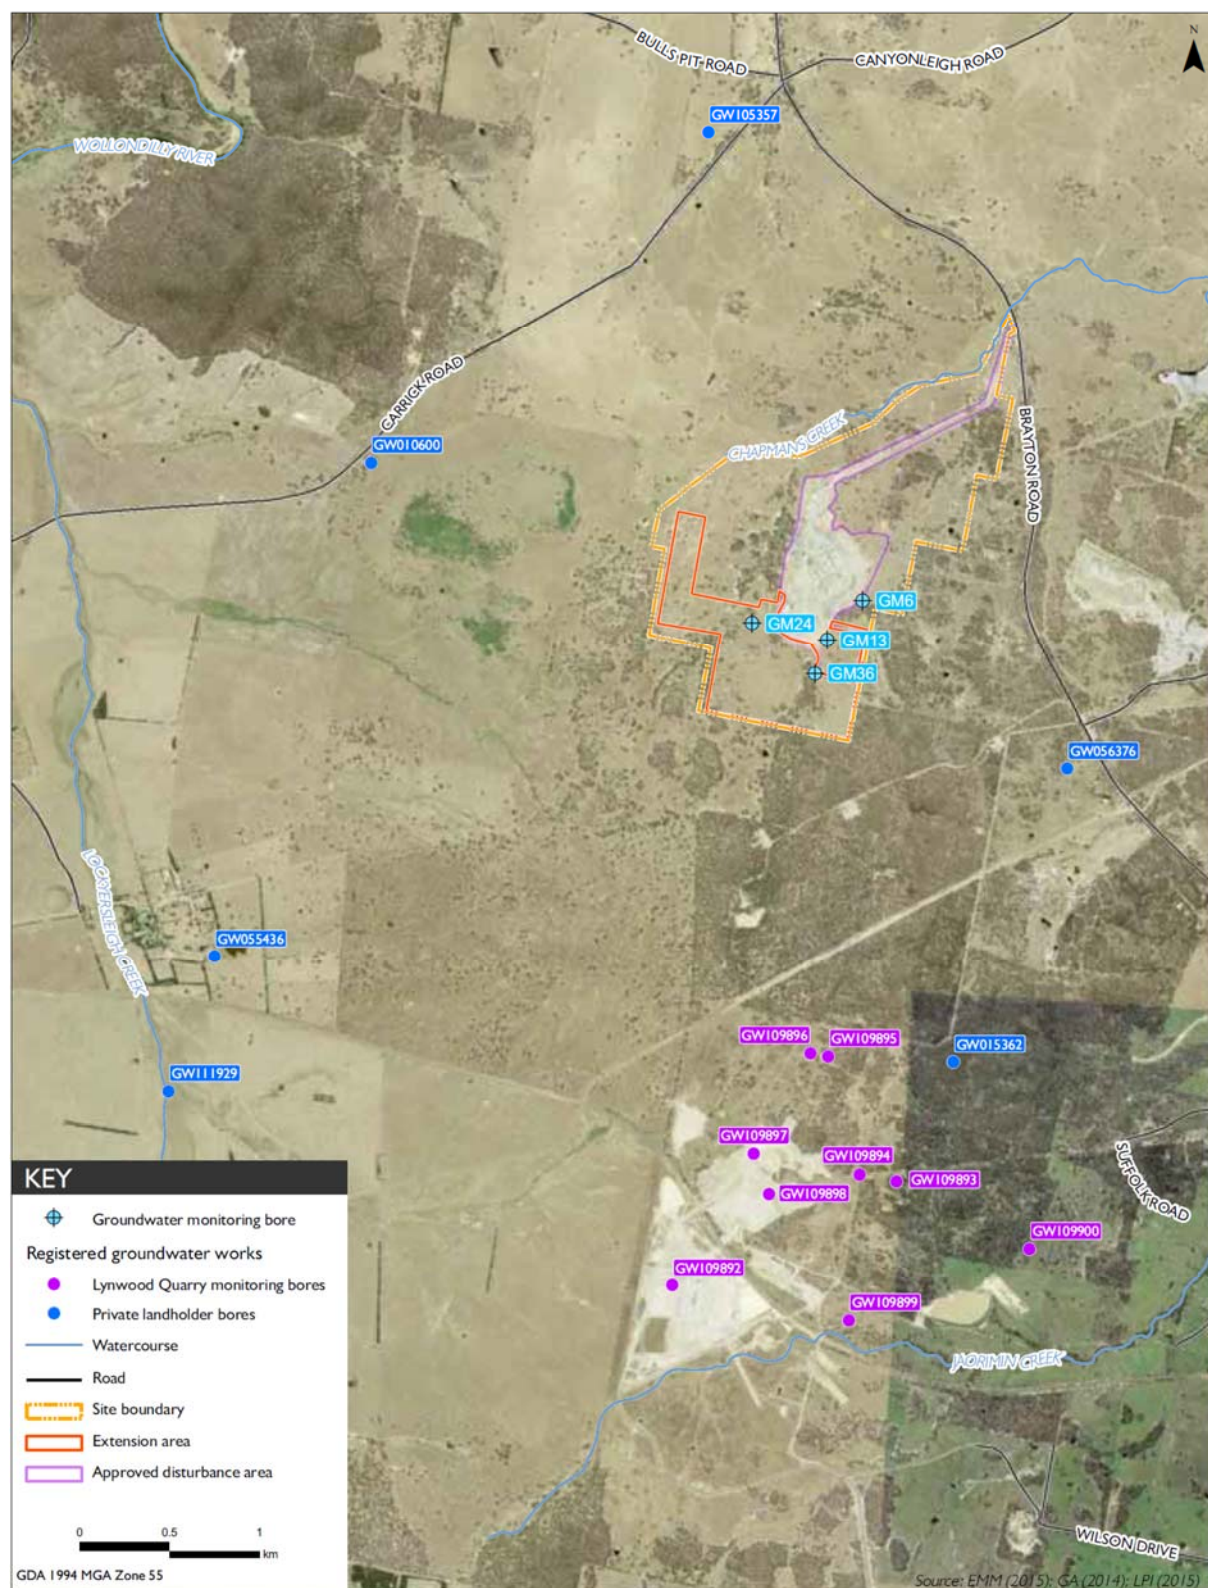 N
BULLS PIT ROAD
CANYONLEIGH ROAD
GW105357
WOLLONDILLY RIVER
CARRICK ROAD
GW010600
CHAPMANS CREEK
BRAYTON ROAD
GM6
GM24
GM13
GM36
GW056376
LOCKYERSLEIGH CREEK
GW055436
GW109896
GW109895
GW015362
GW111929
GW109897
GW109894
GW109893
GW109898
SUFFOLK ROAD
GW109900
GW109892
GW109899
JAORIMIN CREEK
WILSON DRIVE
KEY
Groundwater monitoring bore
Registered groundwater works
Lynwood Quarry monitoring bores
Private landholder bores
Watercourse
Road
Site boundary
Extension area
Approved disturbance area
0 0.5 1
km
GDA 1994 MGA Zone 55
Source: EMM (2015); GA (2014); LPI (2015)